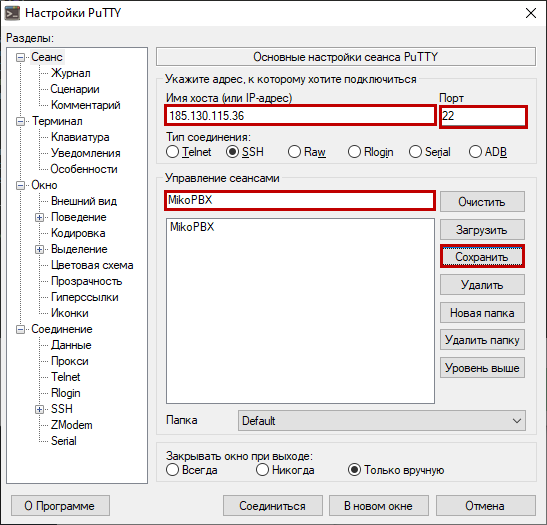 Настройки PuTTY
Разделы:
Сеанс
Журнал
Сценарии
Комментарий
Терминал
Клавиатура
Уведомления
Особенности
Окно
Внешний вид
Поведение
Кодировка
Выделение
Цветовая схема
Прозрачность
Гиперссылки
Иконки
Соединение
Данные
Прокси
Telnet
Rlogin
SSH
ZModem
Serial
Основные настройки сеанса PuTTY
Укажите адрес, к которому хотите подключиться
Имя хоста (или IP-адрес) Порт
185.130.115.36 22
Тип соединения:
Telnet SSH Raw Rlogin Serial ADB
Управление сеансами
MikoPBX
MikoPBX
Очистить
Загрузить
Сохранить
Удалить
Новая папка
Удалить папку
Уровень выше
Папка Default
Закрывать окно при выходе:
Всегда Никогда Только вручную
О Программе Соединиться В новом окне Отмена